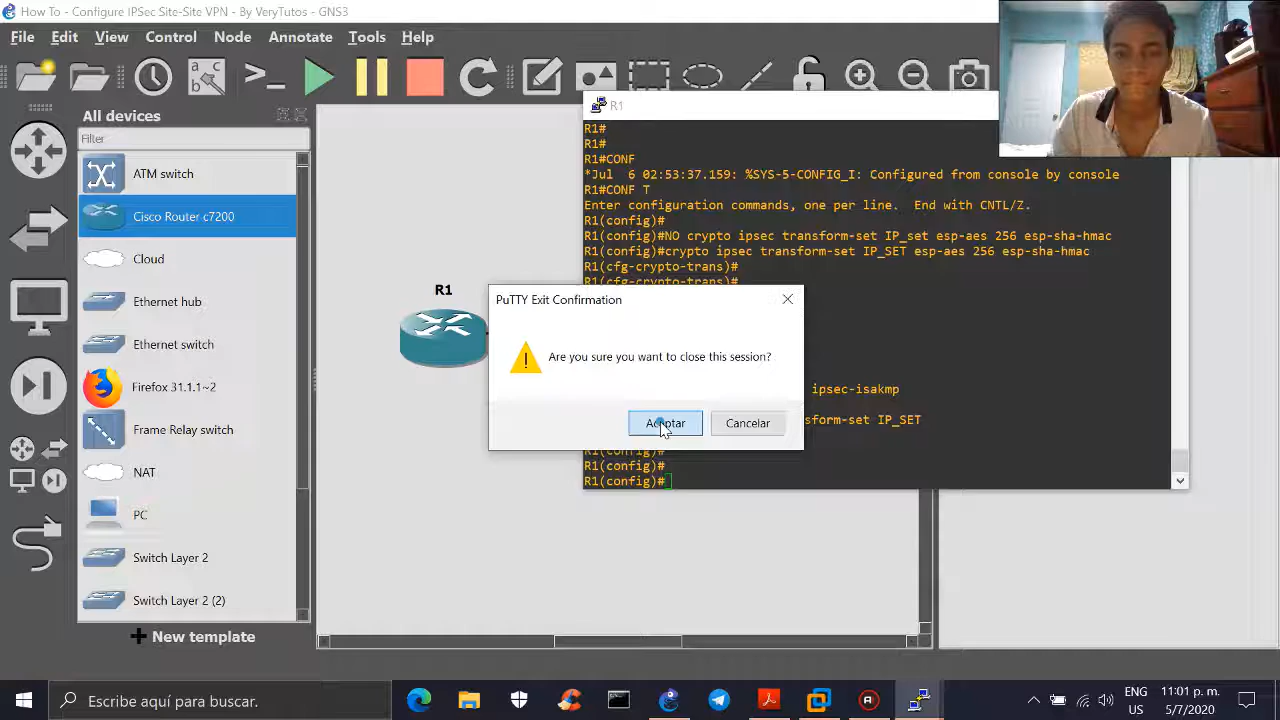 How To - Configure IPSec Site-Site VPN - By VeryTutos - GNS3
File Edit View Control Node Annotate Tools Help
All devices
Filter
ATM switch
Cisco Router c7200
Cloud
Ethernet hub
Ethernet switch
Firefox 31.1.1~2
Frame Relay switch
NAT
PC
Switch Layer 2
Switch Layer 2 (2)
New template
R1
R1
R1#
R1#
R1#CONF
*Jul  6 02:53:37.159: %SYS-5-CONFIG_I: Configured from console by console
R1#CONF T
Enter configuration commands, one per line.  End with CNTL/Z.
R1(config)#
R1(config)#NO crypto ipsec transform-set IP_set esp-aes 256 esp-sha-hmac
R1(config)#crypto ipsec transform-set IP_SET esp-aes 256 esp-sha-hmac
R1(cfg-crypto-trans)#
R1(cfg-crypto-trans)#
ipsec-isakmp
sform-set IP_SET
R1(config)#
R1(config)#
R1(config)#
PuTTY Exit Confirmation
Are you sure you want to close this session?
Aceptar
Cancelar
Escribe aquí para buscar.
ENG
US
11:01 p. m.
5/7/2020